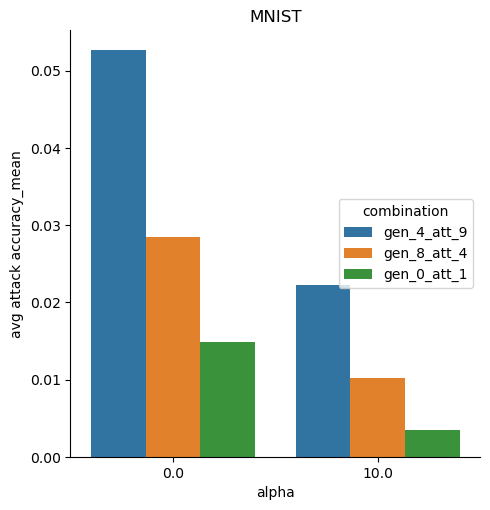 MNIST
avg attack accuracy_mean
0.05
0.04
0.03
0.02
0.01
0.00
combination
gen_4_att_9
gen_8_att_4
gen_0_att_1
0.0
10.0
alpha